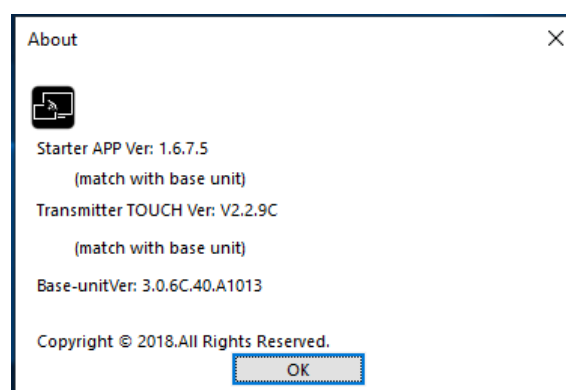 About
Starter APP Ver: 1.6.7.5
(match with base unit)
Transmitter TOUCH Ver: V2.2.9C
(match with base unit)
Base-unitVer: 3.0.6C.40.A1013
Copyright © 2018.All Rights Reserved.
OK